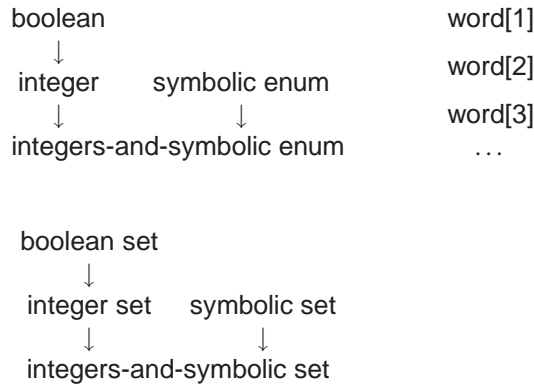 boolean
word[1]
↓
word[2]
integer symbolic enum
word[3]
↓ ↓
integers-and-symbolic enum
...
boolean set
↓
integer set symbolic set
↓ ↓
integers-and-symbolic set